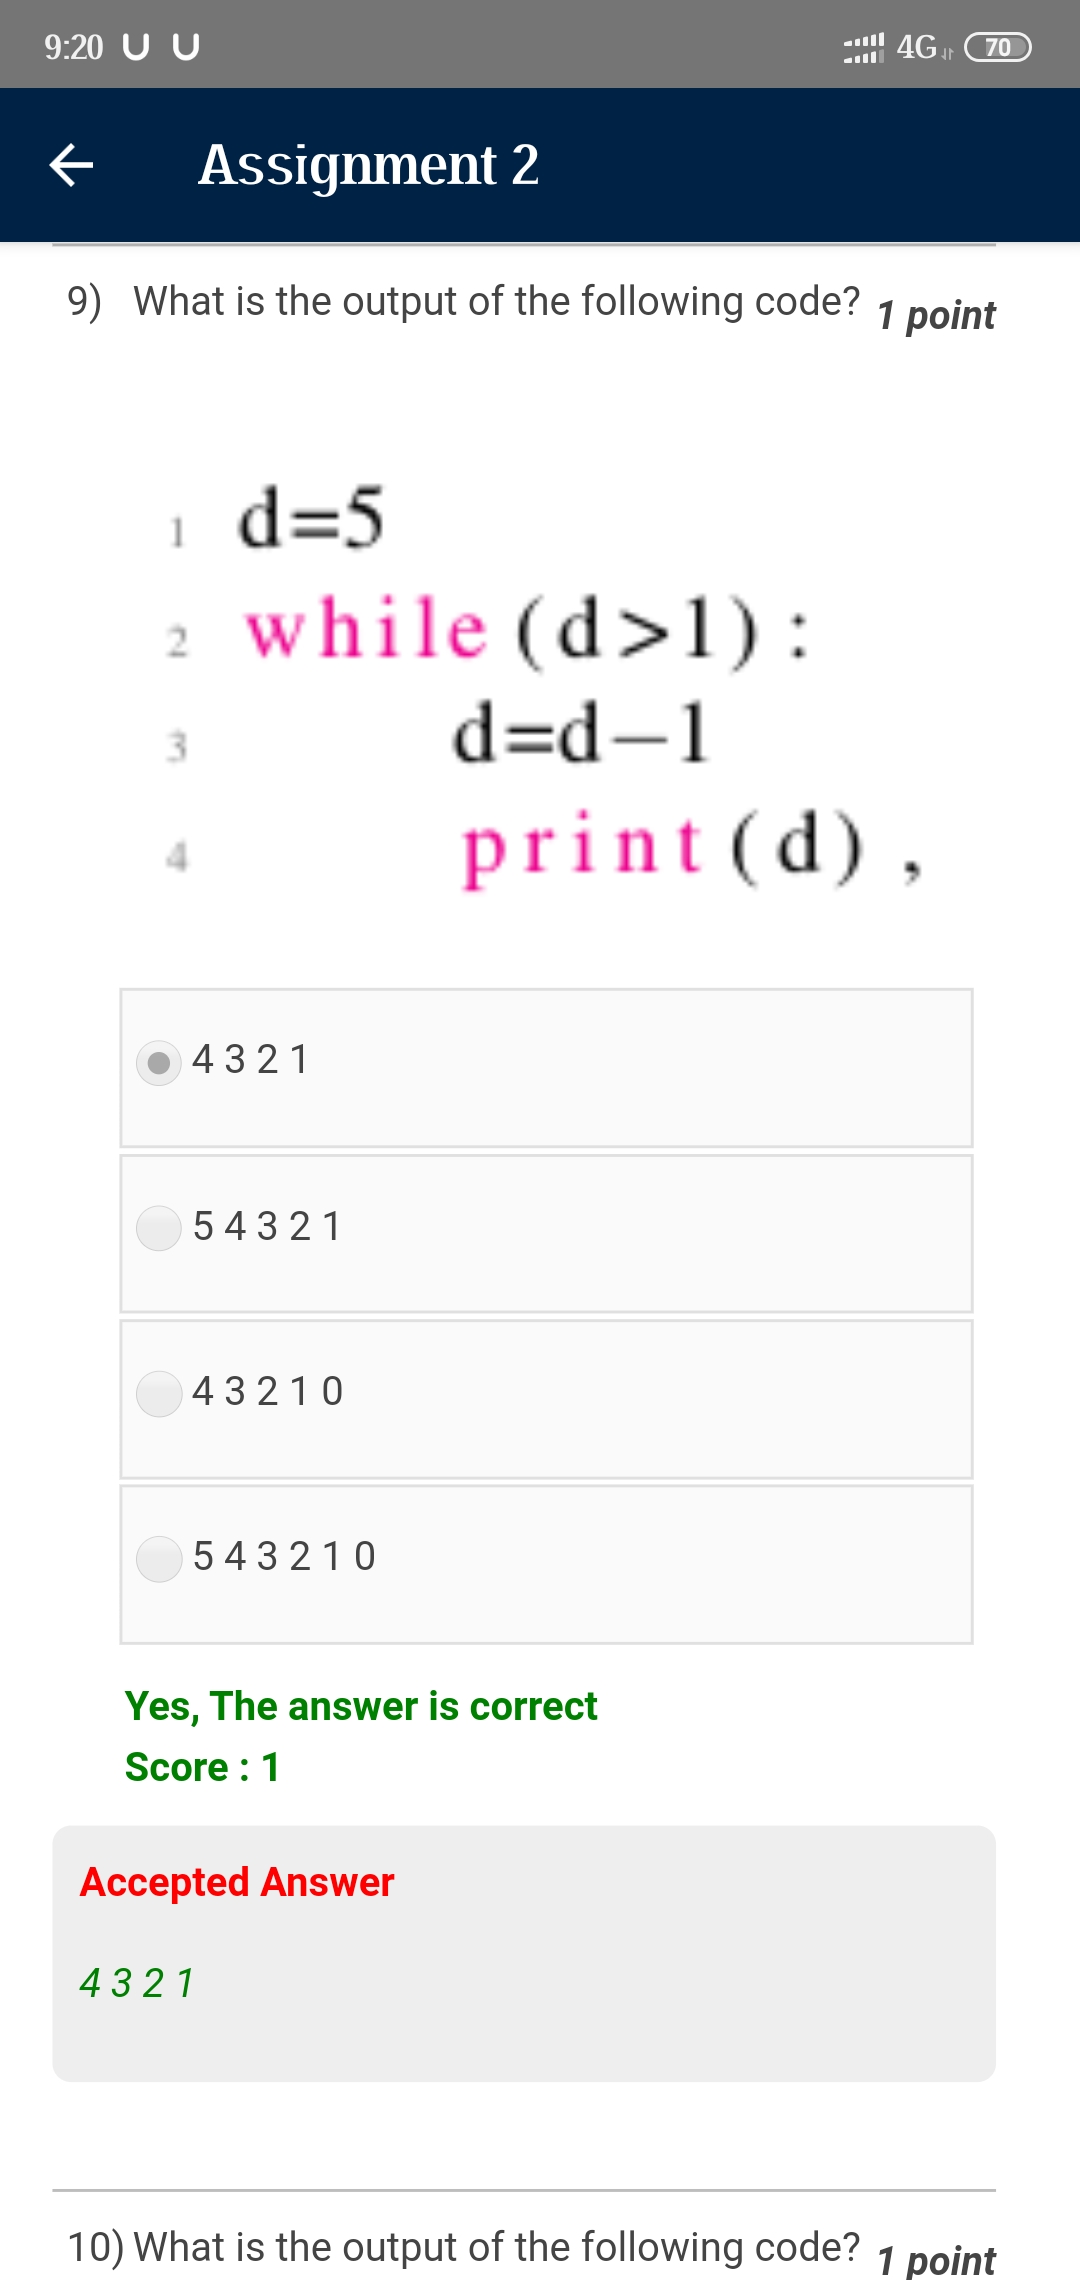 9:20 4G 70
Assignment 2
9) What is the output of the following code? 1 point
1 d=5
2 while(d>1):
3 d=d-1
4 print(d),
4 3 2 1
5 4 3 2 1
4 3 2 1 0
5 4 3 2 1 0
Yes, The answer is correct
Score : 1
Accepted Answer
4 3 2 1
10) What is the output of the following code? 1 point